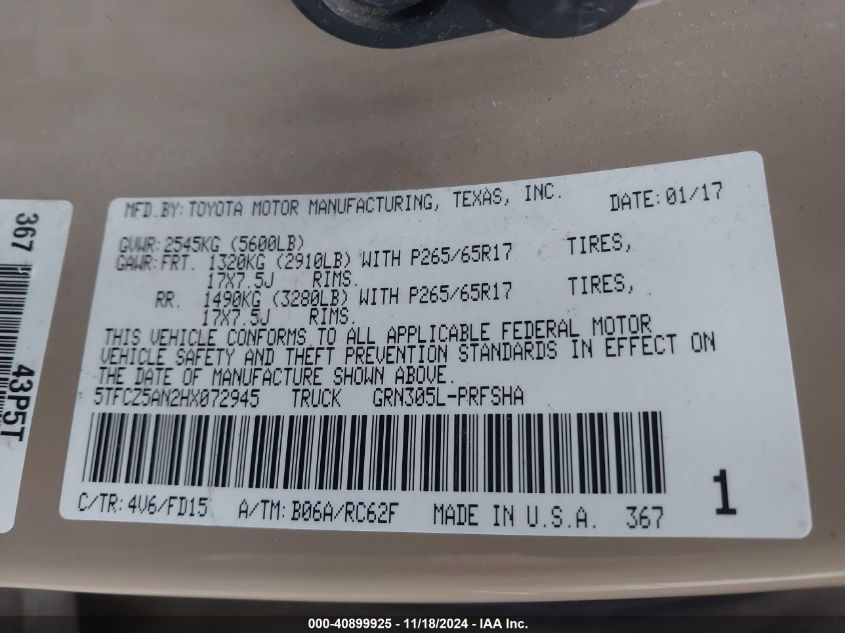 MFD.BY:TOYOTA MOTOR MANUFACTURING, TEXAS, INC. DATE:01/17
GVWR:2545KG (5600LB)
GAWR:FRT. 1320KG (2910LB) WITH P265/65R17 TIRES,
17X7.5J RIMS.
RR. 1490KG (3280LB) WITH P265/65R17 TIRES,
17X7.5J RIMS.
THIS VEHICLE CONFORMS TO ALL APPLICABLE FEDERAL MOTOR
VEHICLE SAFETY AND THEFT PREVENTION STANDARDS IN EFFECT ON
THE DATE OF MANUFACTURE SHOWN ABOVE.
5TFCZ5AN2HX072945 TRUCK GRN305L-PRFSHA
C/TR:4V6/FD15 A/TM:B06A/RC62F MADE IN U.S.A. 367
1
367
43P5T
000-40899925 - 11/18/2024 - IAA Inc.